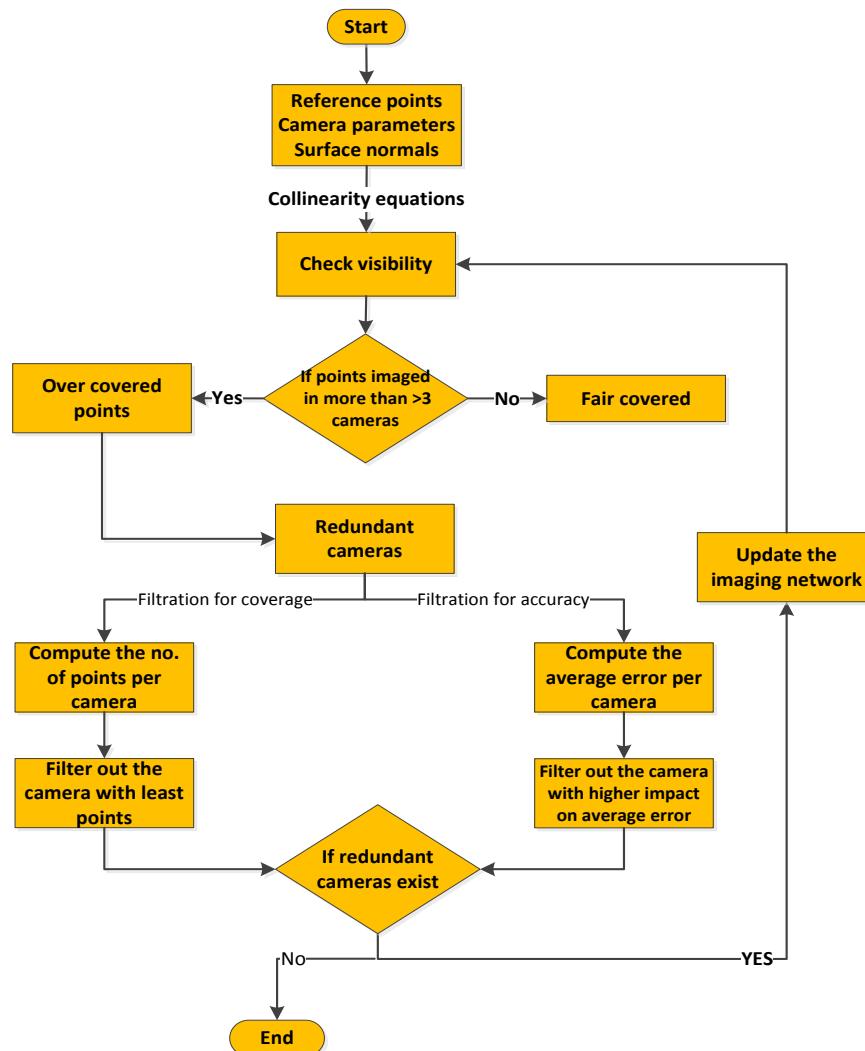 Start
Reference points
Camera parameters
Surface normals
Collinearity equations
Check visibility
If points imaged
in more than >3
cameras
Yes
No
Over covered
points
Fair covered
Redundant
cameras
Update the
imaging network
Filtration for coverage
Filtration for accuracy
Compute the no.
of points per
camera
Compute the
average error per
camera
Filter out the
camera with least
points
Filter out the camera
with higher impact
on average error
If redundant
cameras exist
No
YES
End